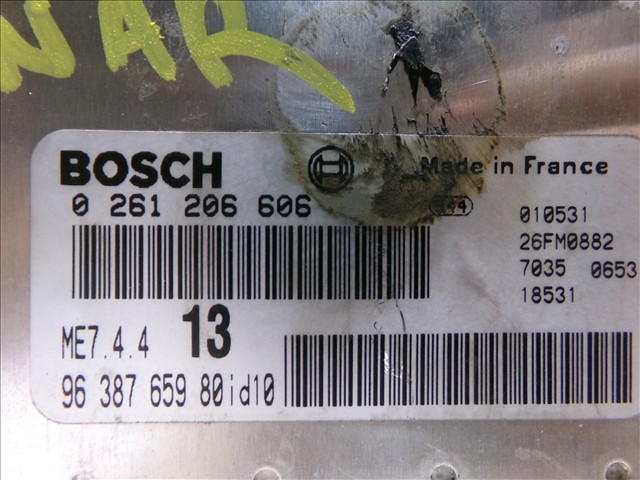 BOSCH
Made in France
0 261 206 606
010531
26FM0882
7035 0653
18531
ME7.4.4 13
96 387 659 80id10